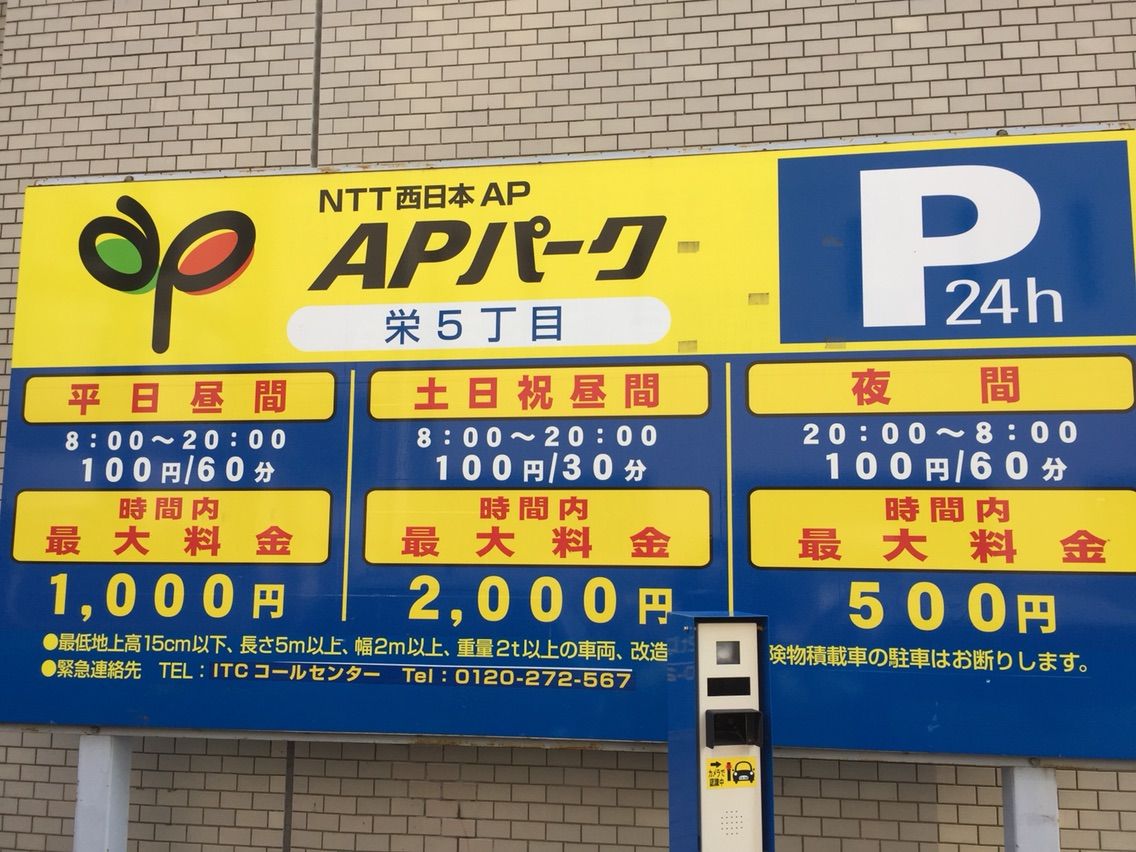 NTT西日本AP
APパーク
栄5丁目
P
24h
平日昼間
8:00～20:00
100円/60分
時間内
最大料金
1,000円
土日祝昼間
8:00～20:00
100円/30分
時間内
最大料金
2,000円
夜間
20:00～8:00
100円/60分
時間内
最大料金
500円
●最低地上高15cm以下、長さ5m以上、幅2m以上、重量2t以上の車両、改造 険物積載車の駐車はお断りします。
●緊急連絡先 TEL：ITCコールセンター Tel：0120-272-567
カメラで
認識中